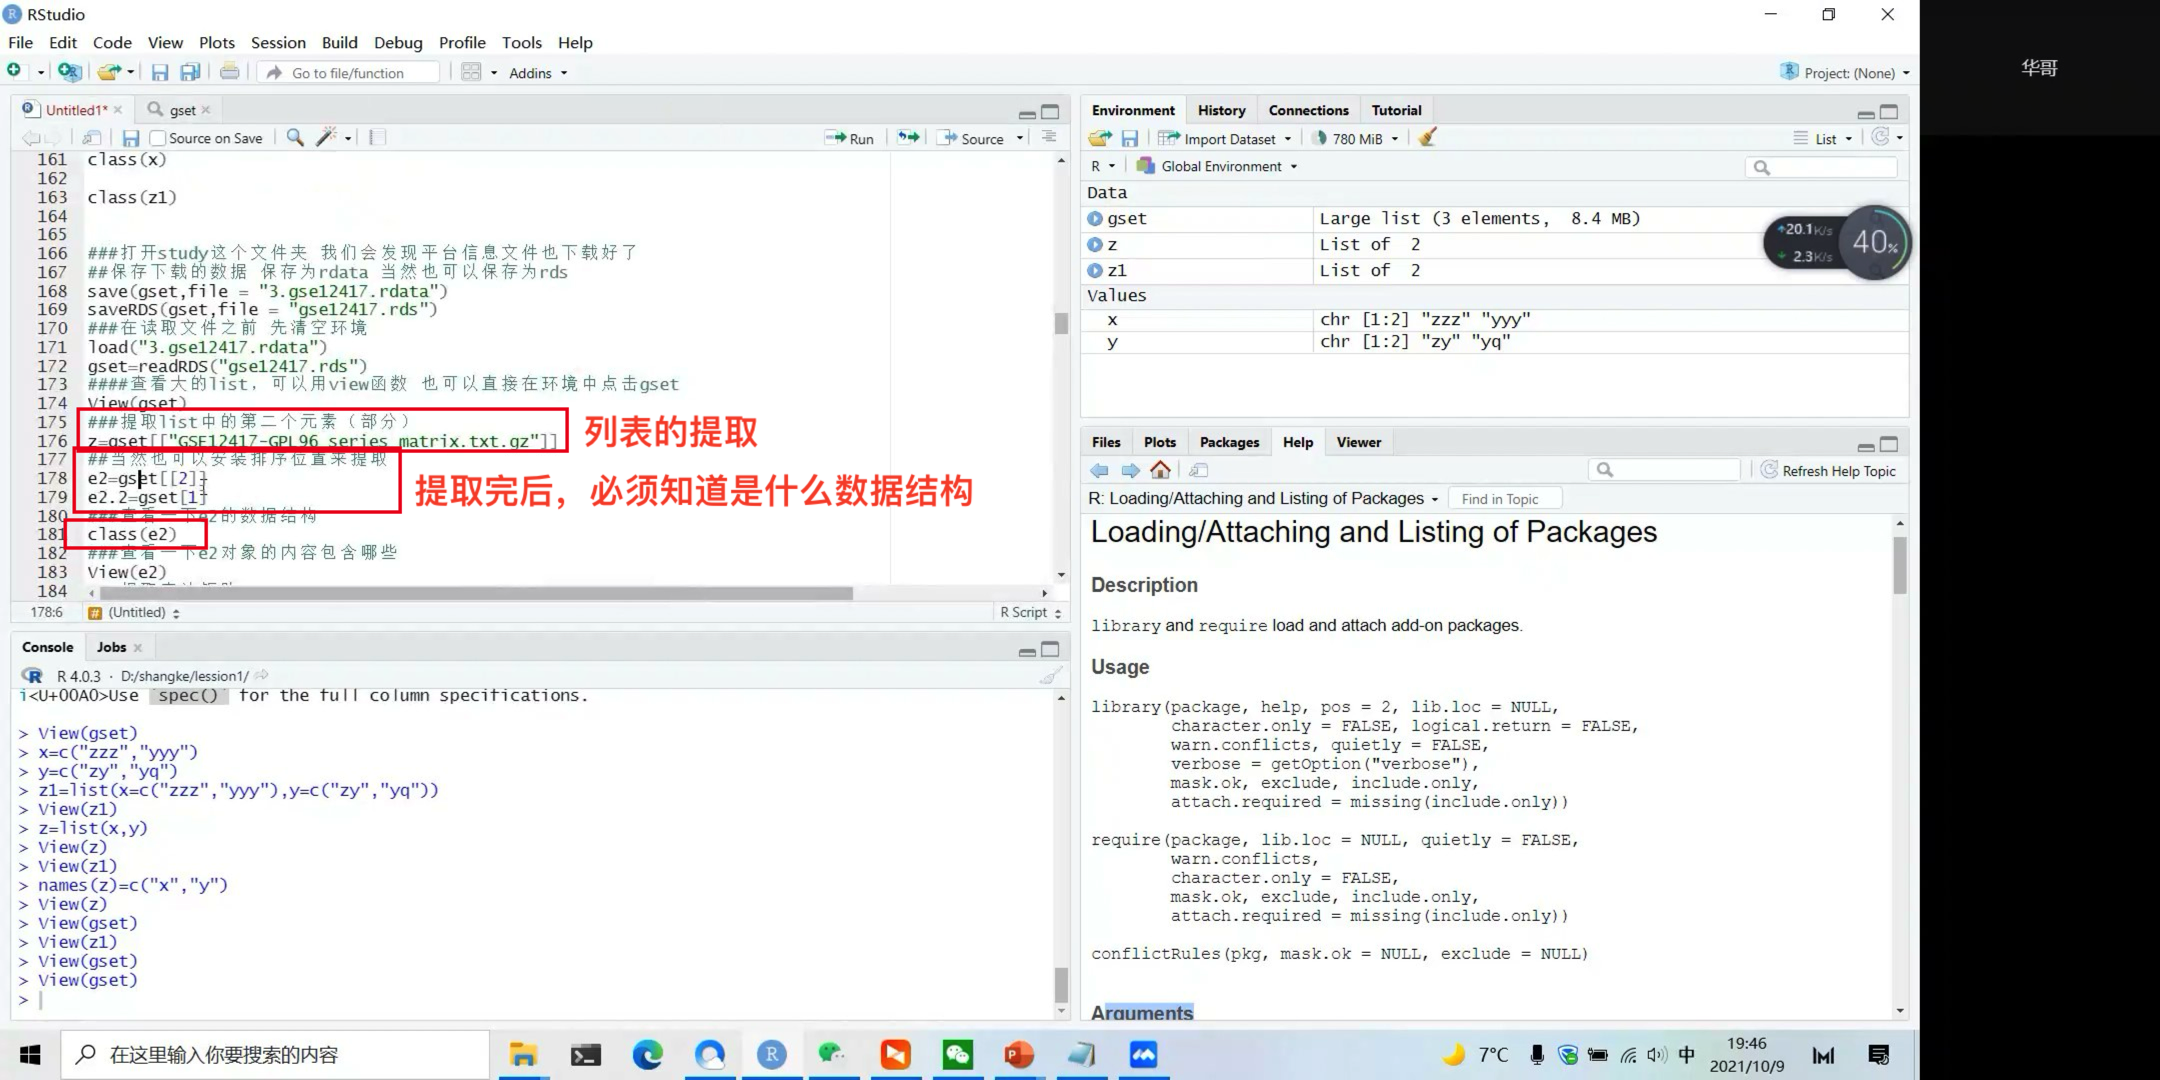 RStudio
File Edit Code View Plots Session Build Debug Profile Tools Help
Go to file/function Addins Project: (None)
Untitled1* gset
Source on Save Run Source
161 class(x)
162
163 class(z1)
164
165
166 ###打开study这个文件夹 我们会发现平台信息文件也下载好了
167 ##保存下载的数据 保存为rdata 当然也可以保存为rds
168 save(gset,file = "3.gse12417.rdata")
169 saveRDS(gset,file = "gse12417.rds")
170 ###在读取文件之前 先清空环境
171 load("3.gse12417.rdata")
172 gset=readRDS("gse12417.rds")
173 ####查看大的list，可以用view函数 也可以直接在环境中点击gset
174 View(gset)
175 ###提取list中的第二个元素（部分）
176 z=gset[["GSE12417-GPL96_series_matrix.txt.gz"]]
列表的提取
177 ##当然也可以安装排序位置来提取
178 e2=gset[[2]]
179 e2.2=gset[1]
提取完后，必须知道是什么数据结构
180 ###查看一下e2的数据结构
181 class(e2)
182 ###查看一下e2对象的内容包含哪些
183 View(e2)
184
178:6 (Untitled) R Script
Console Jobs
R 4.0.3 · D:/shangke/lession1/
i<U+00A0>Use `spec()` for the full column specifications.
> View(gset)
> x=c("zzz","yyy")
> y=c("zy","yq")
> z1=list(x=c("zzz","yyy"),y=c("zy","yq"))
> View(z1)
> z=list(x,y)
> View(z)
> View(z1)
> names(z)=c("x","y")
> View(z)
> View(gset)
> View(z1)
> View(gset)
> View(gset)
>
Environment History Connections Tutorial
Import Dataset 780 MiB List
R Global Environment
Data
gset Large list (3 elements, 8.4 MB)
z List of 2
z1 List of 2
Values
x chr [1:2] "zzz" "yyy"
y chr [1:2] "zy" "yq"
20.1K/s
2.3K/s
40%
华哥
Files Plots Packages Help Viewer
Refresh Help Topic
R: Loading/Attaching and Listing of Packages Find in Topic
Loading/Attaching and Listing of Packages
Description
library and require load and attach add-on packages.
Usage
library(package, help, pos = 2, lib.loc = NULL,
character.only = FALSE, logical.return = FALSE,
warn.conflicts, quietly = FALSE,
verbose = getOption("verbose"),
mask.ok, exclude, include.only,
attach.required = missing(include.only))
require(package, lib.loc = NULL, quietly = FALSE,
warn.conflicts,
character.only = FALSE,
mask.ok, exclude, include.only,
attach.required = missing(include.only))
conflictRules(pkg, mask.ok = NULL, exclude = NULL)
Arguments
在这里输入你要搜索的内容
7°C 中
19:46
2021/10/9